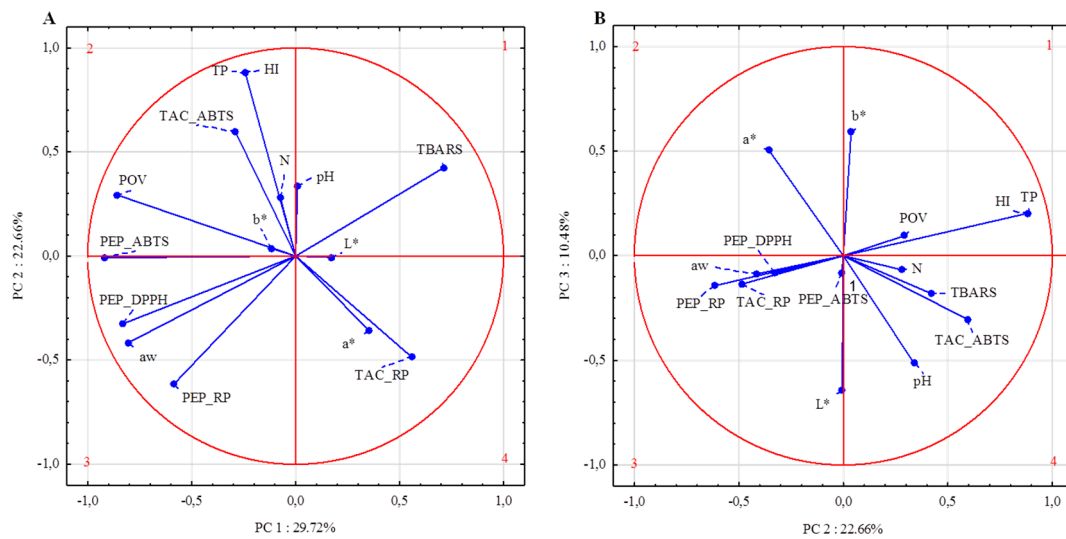 A
B
2
1
2
1
1,0
0,5
0,0
-0,5
-1,0
1,0
0,5
0,0
-0,5
-1,0
TP
HI
TAC_ABTS
N
pH
TBARS
POV
b*
L*
PEP_ABTS
PEP_DPPH
aw
PEP_RP
a*
TAC_RP
b*
a*
HI
TP
POV
PEP_DPPH
aw
N
PEP_RP
TAC_RP
PEP_ABTS
1
TBARS
TAC_ABTS
pH
L*
3
4
3
4
-1,0
-0,5
0,0
0,5
1,0
-1,0
-0,5
0,0
0,5
1,0
PC 2 : 22.66%
PC 3 : 10.48%
PC 1 : 29.72%
PC 2 : 22.66%